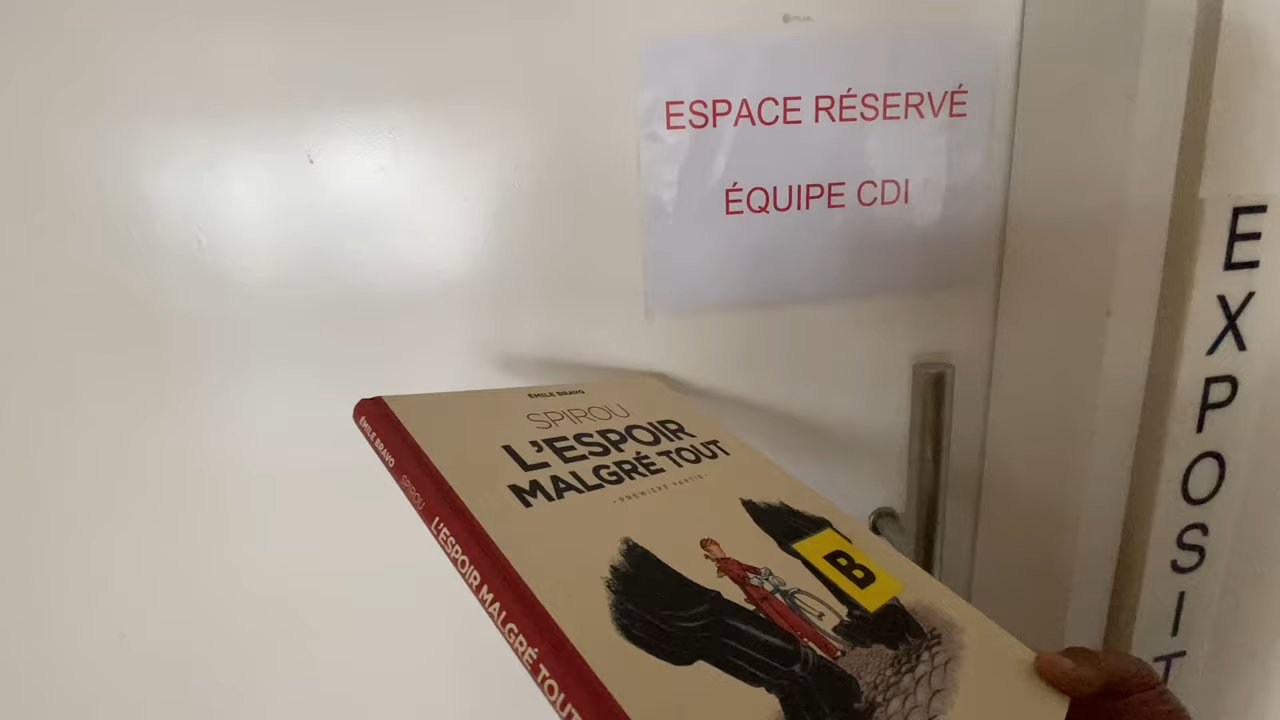 ESPACE RÉSERVÉ
ÉQUIPE CDI
EXPOSIT
ÉMILE BRAVO
SPIROU
L'ESPOIR
MALGRÉ TOUT
- PREMIÈRE PARTIE -
B
ÉMILE BRAVO SPIROU L'ESPOIR MALGRÉ TOUT